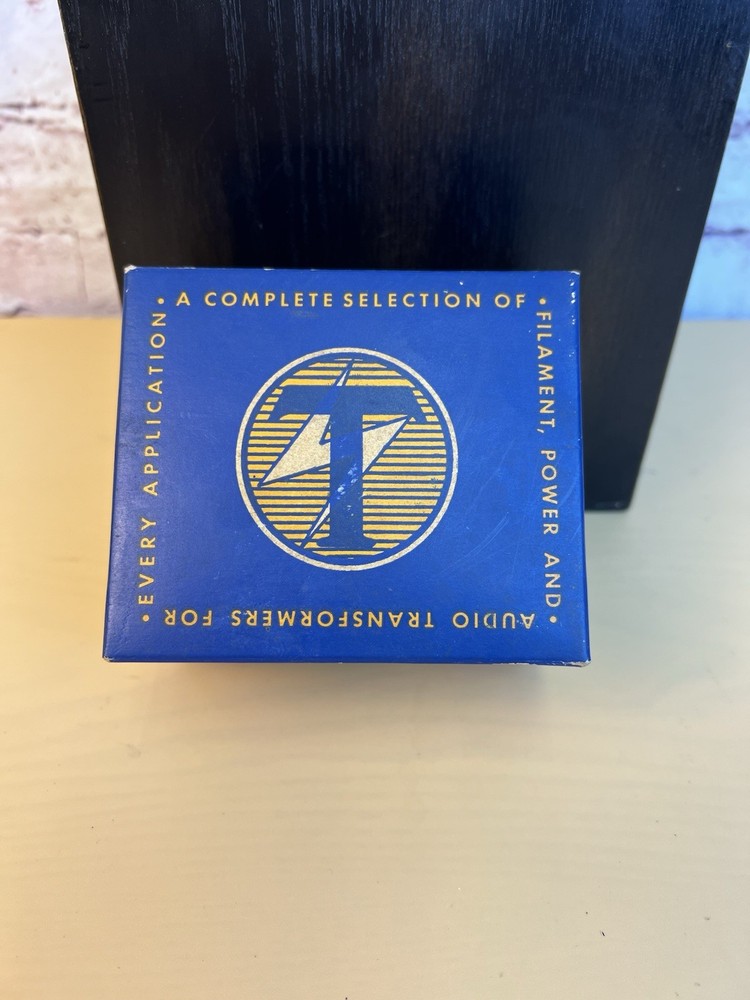 • A COMPLETE SELECTION OF
• FILAMENT, POWER AND
• AUDIO TRANSFORMERS FOR
• EVERY APPLICATION
T